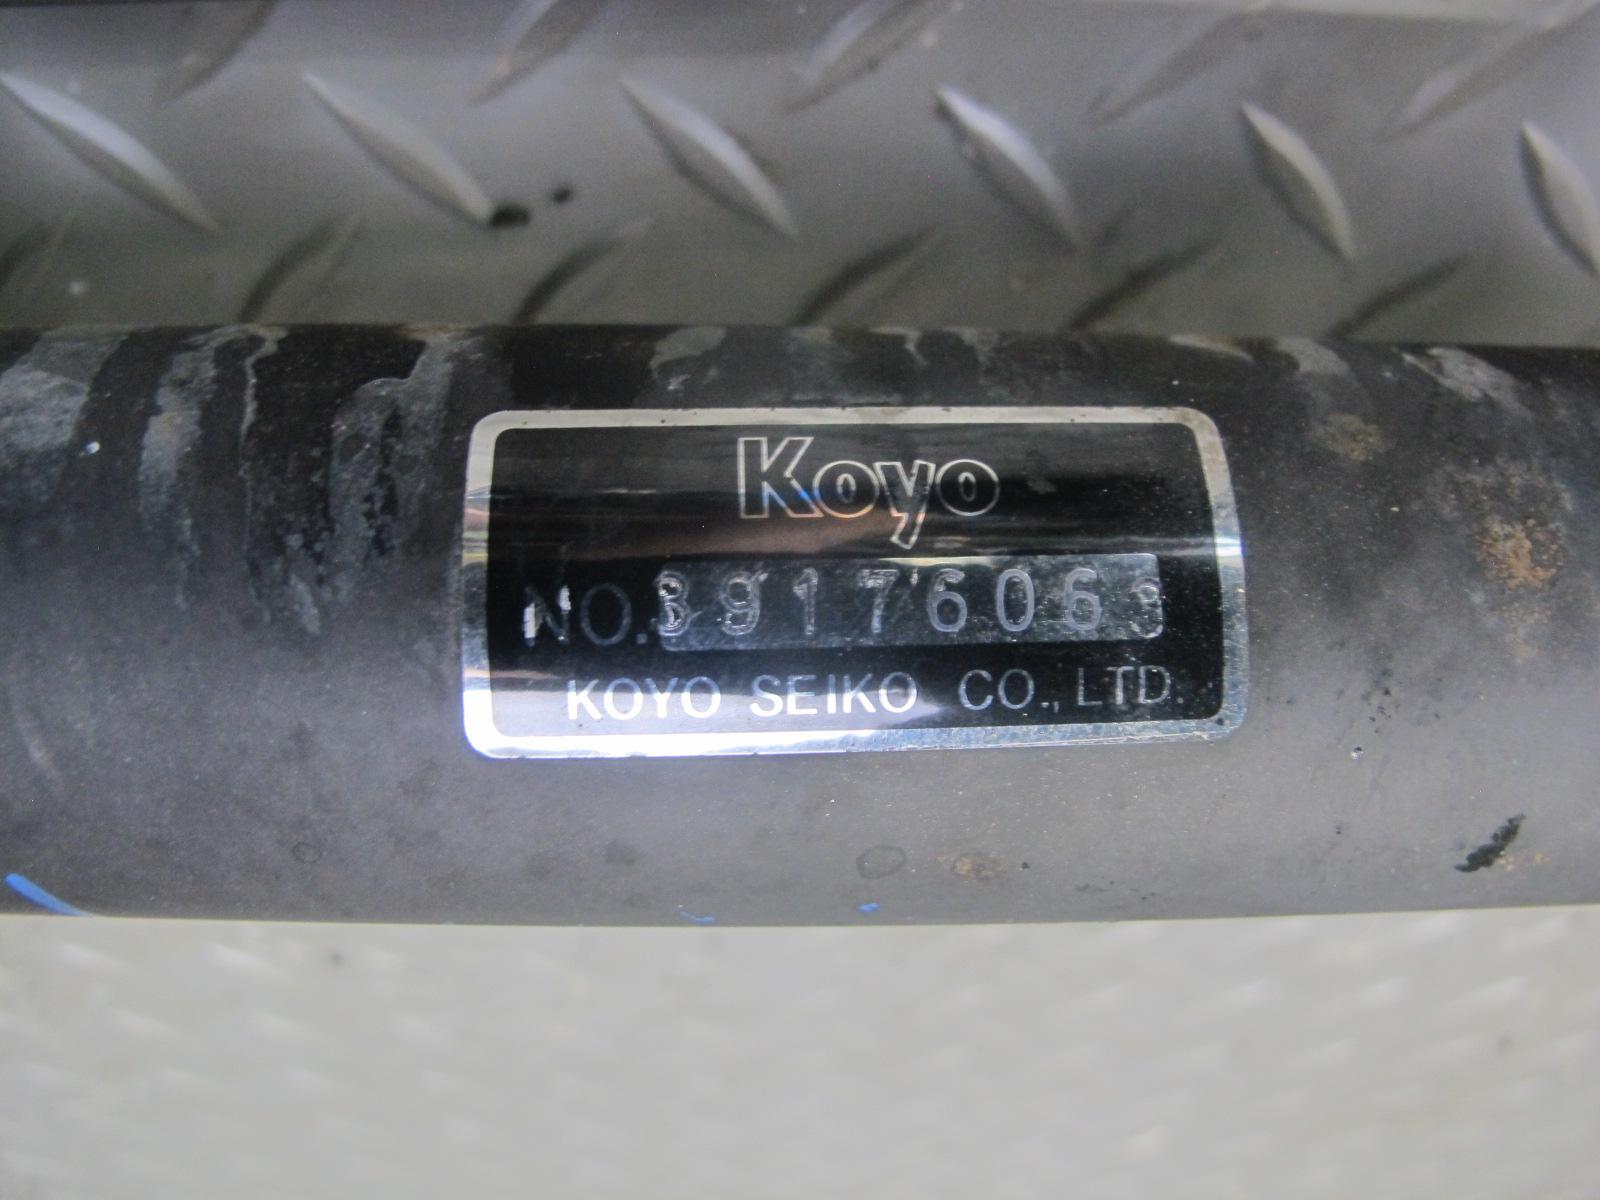 Koyo
NO. 3917606
KOYO SEIKO CO., LTD.